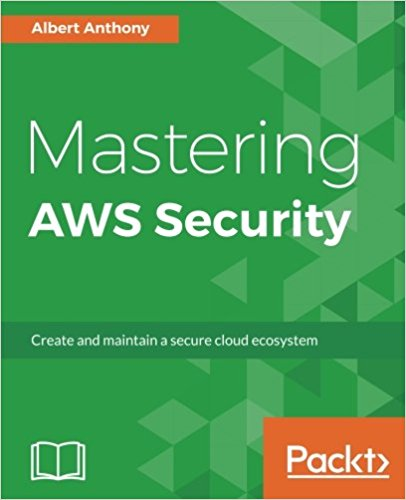 Albert Anthony
Mastering
AWS Security
Create and maintain a secure cloud ecosystem
Packt>